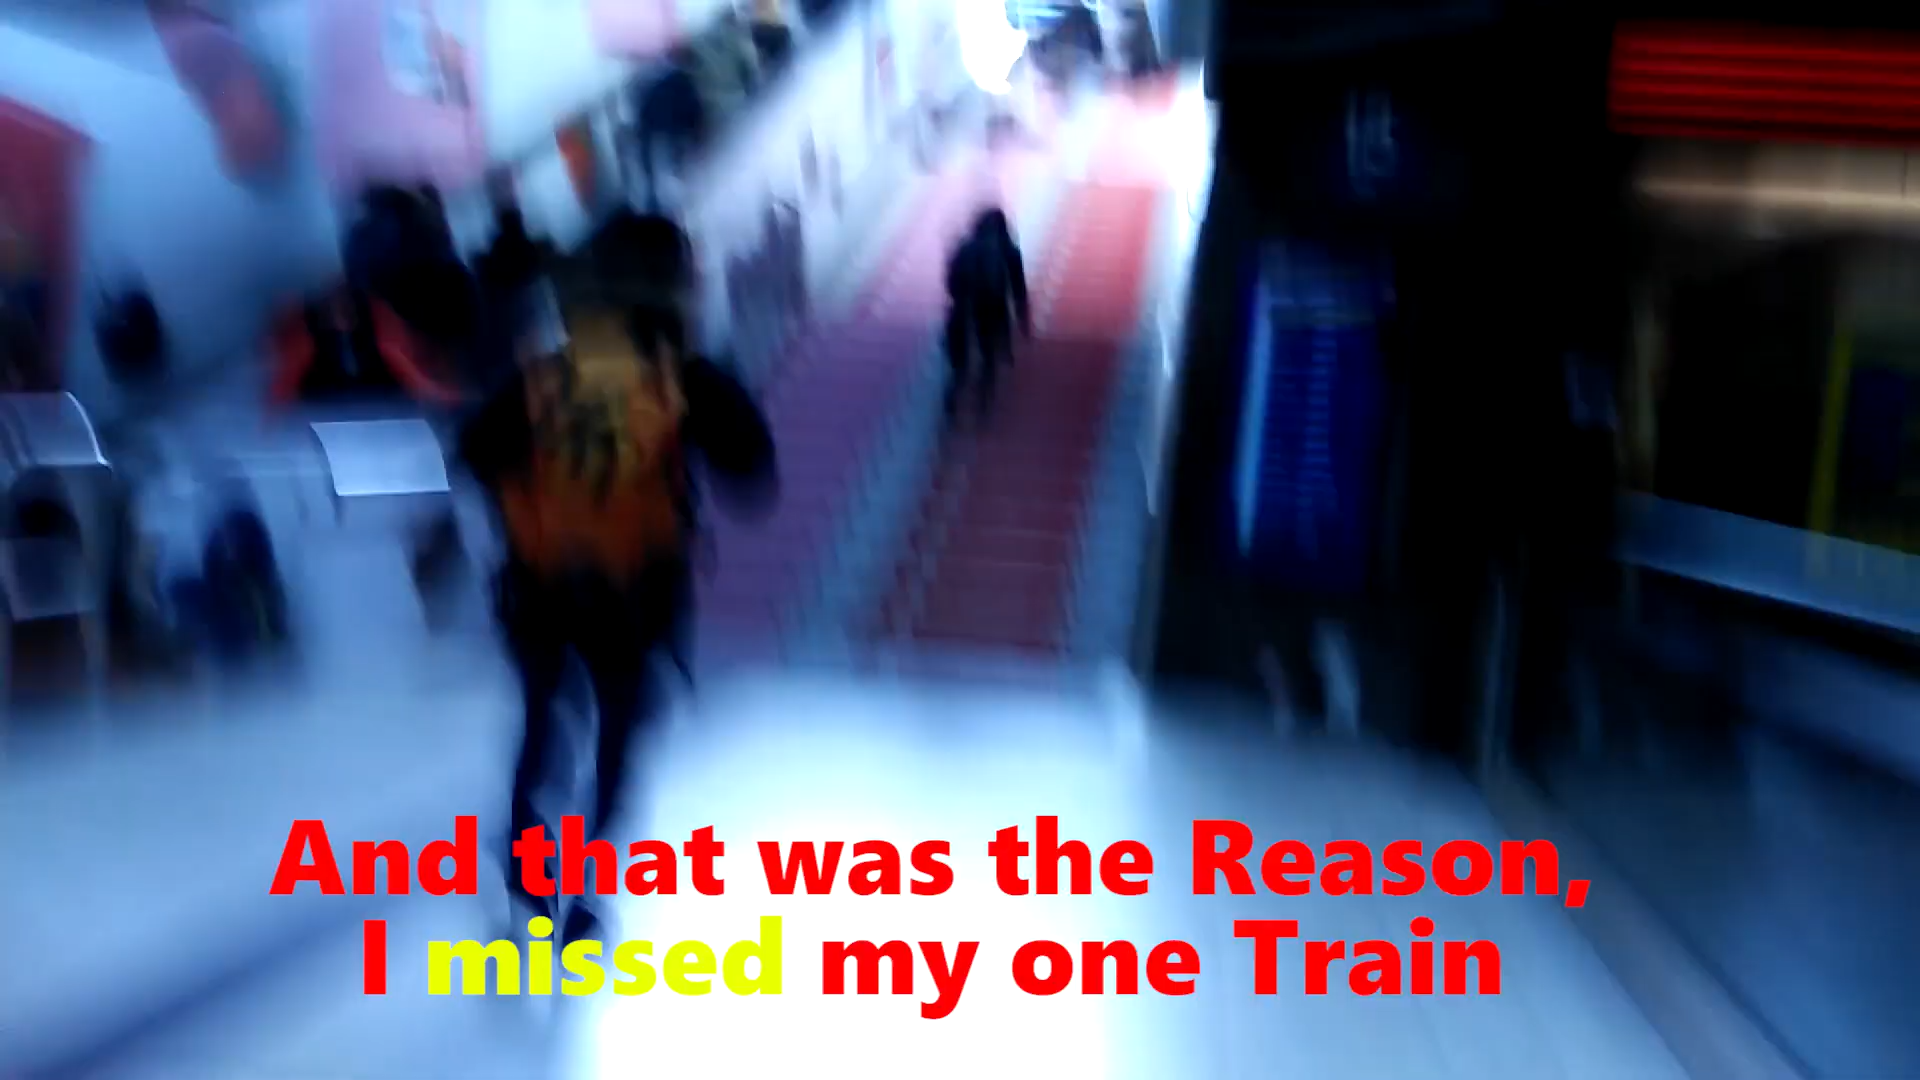 And that was the Reason,
I missed my one Train